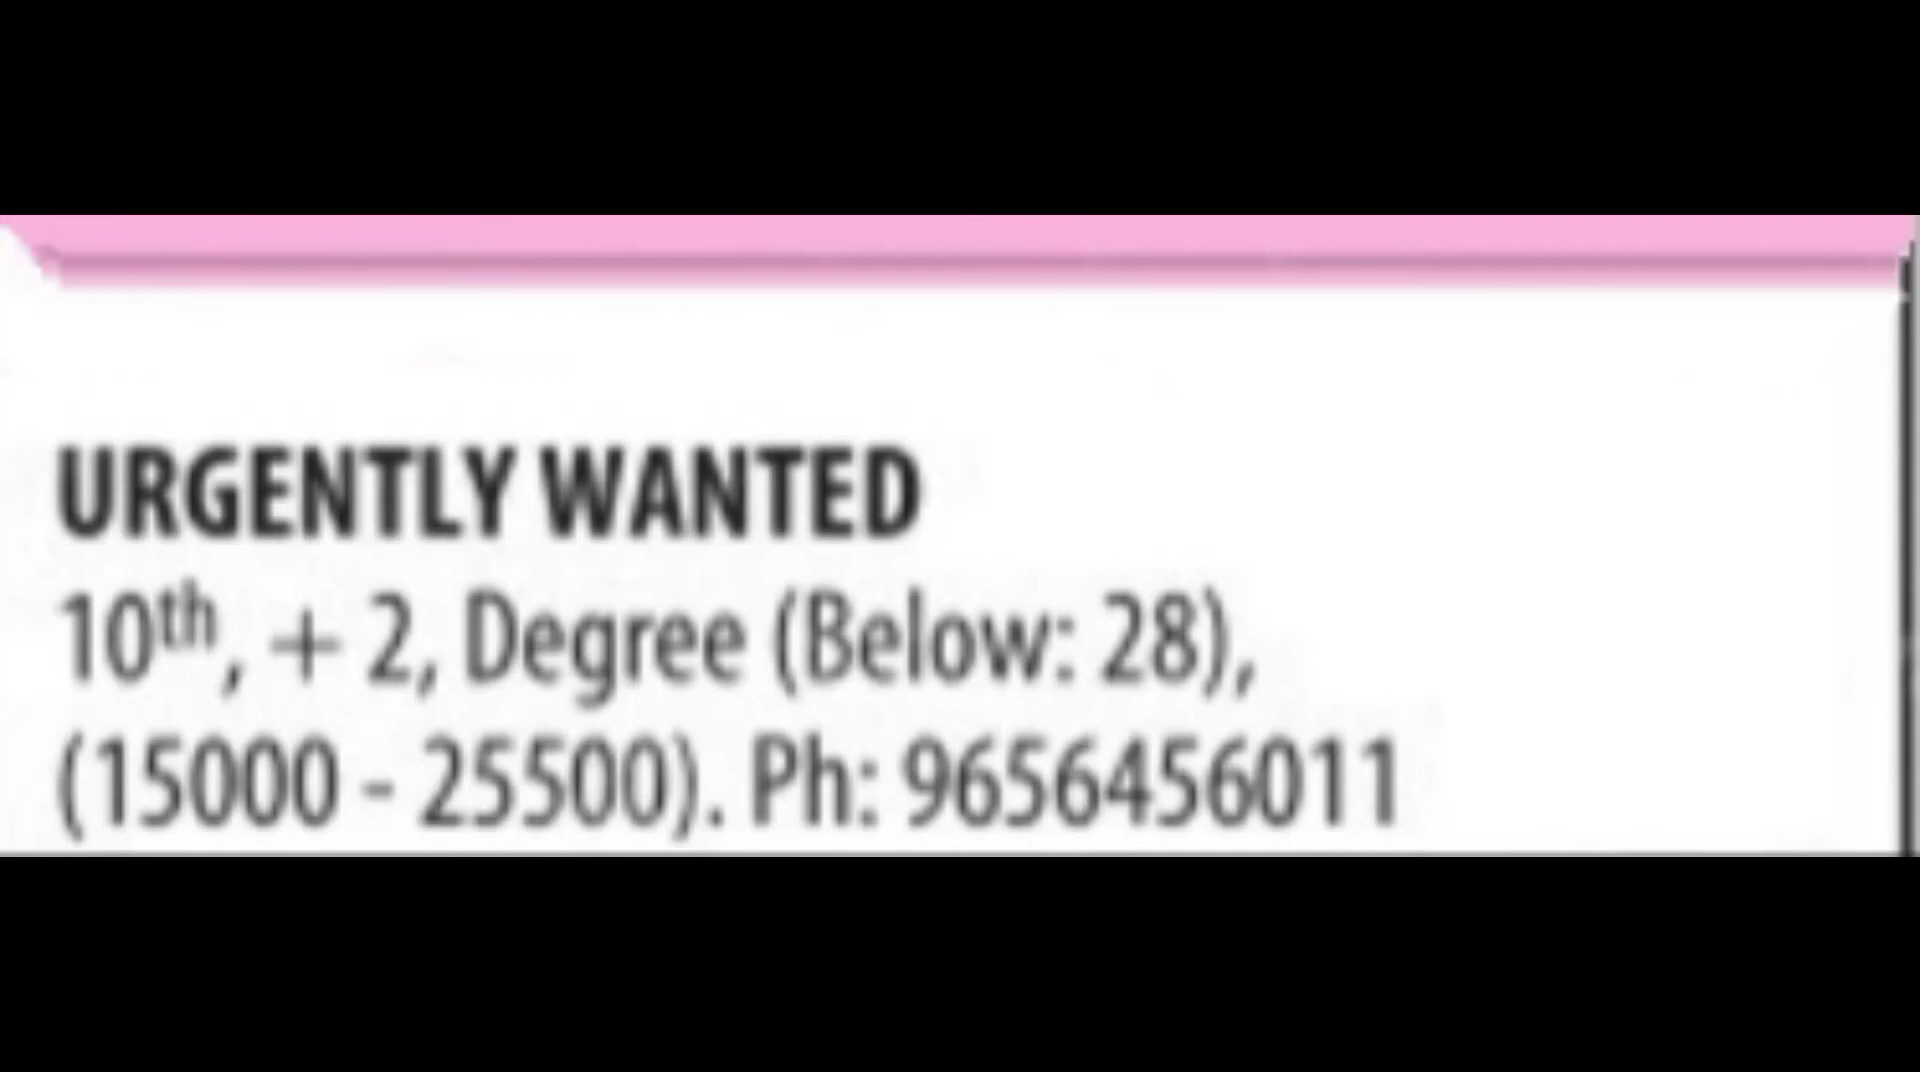 URGENTLY WANTED
10th, + 2, Degree (Below: 28),
(15000 - 25500). Ph: 9656456011